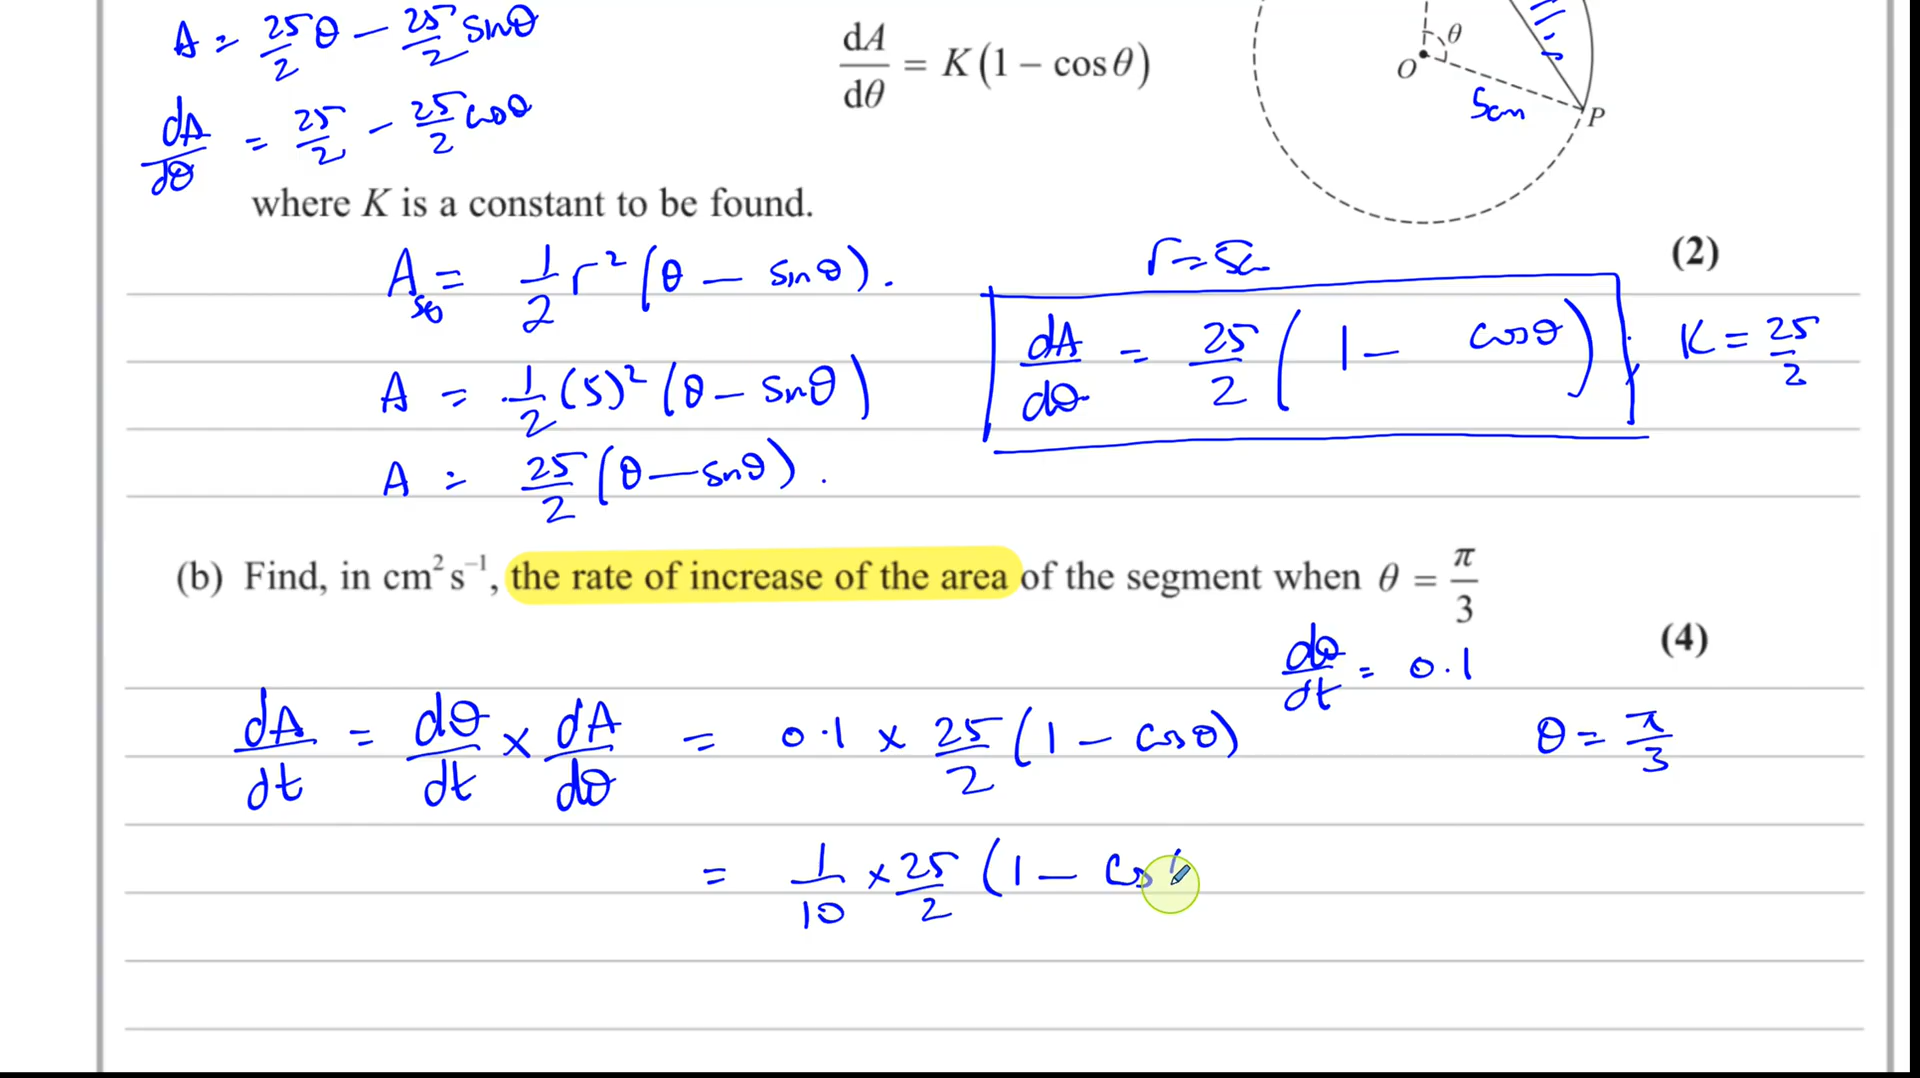 A = 25/2 θ − 25/2 sinθ
dA/dθ = K(1 − cosθ)
θ
O
5cm
P
dA/dθ = 25/2 − 25/2 cosθ
where K is a constant to be found.
(2)
A = 1/2 r² (θ − sinθ).
dA/dθ = 25/2 (1 − cosθ)
K = 25/2
A = 1/2 (5)² (θ − sinθ)
A = 25/2 (θ − sinθ).
(b) Find, in cm² s⁻¹, the rate of increase of the area of the segment when θ = π/3
(4)
dθ/dt = 0.1
dA/dt = dθ/dt × dA/dθ = 0.1 × 25/2 (1 − cosθ)
θ = π/3
= 1/10 × 25/2 (1 − cos